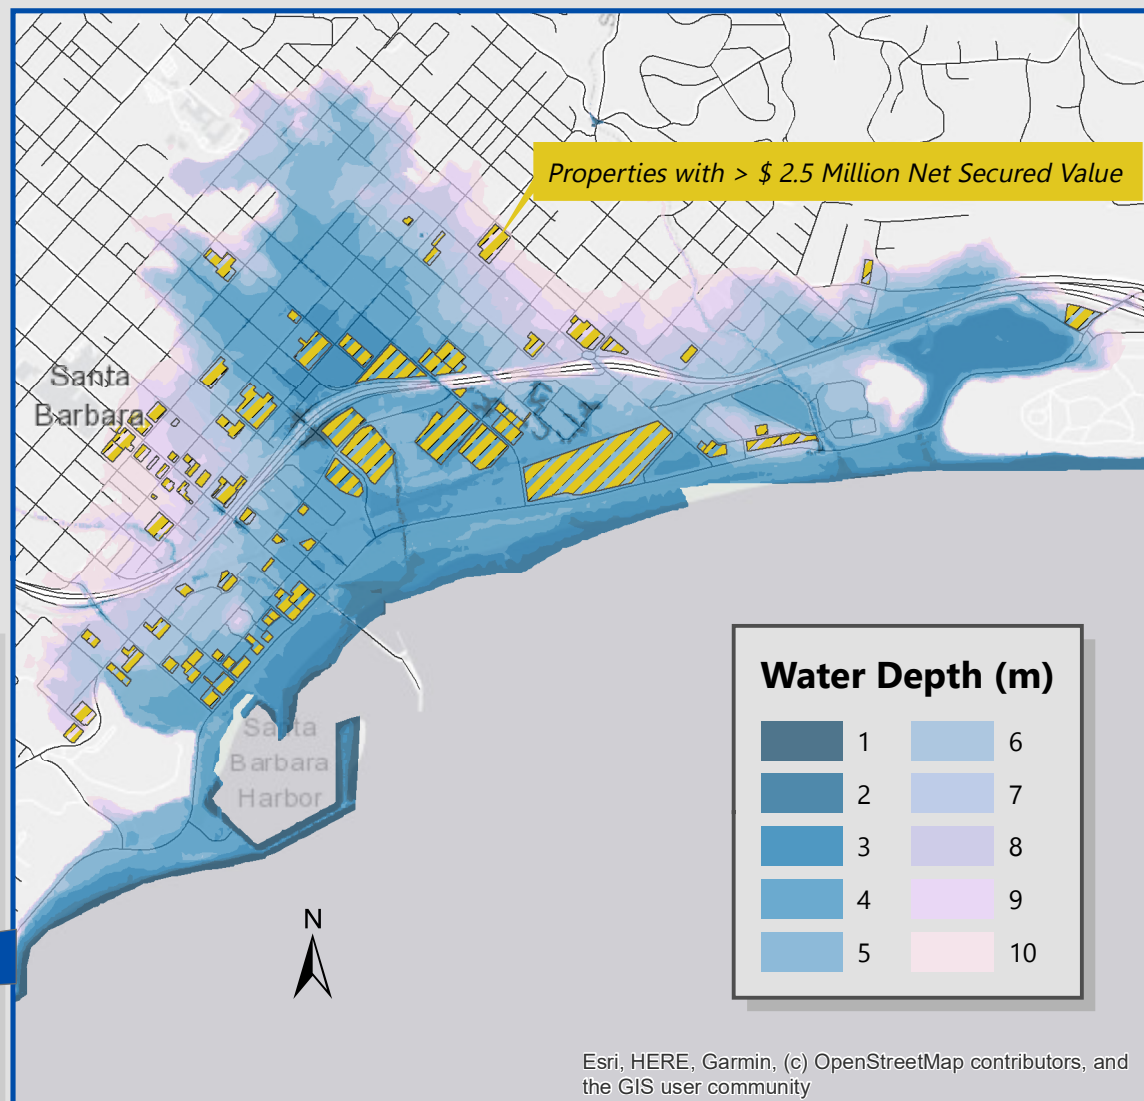 Properties with > $ 2.5 Million Net Secured Value
Santa
Barbara
Santa
Barbara
Harbor
Water Depth (m)
1
2
3
4
5
6
7
8
9
10
N
Esri, HERE, Garmin, (c) OpenStreetMap contributors, and
the GIS user community